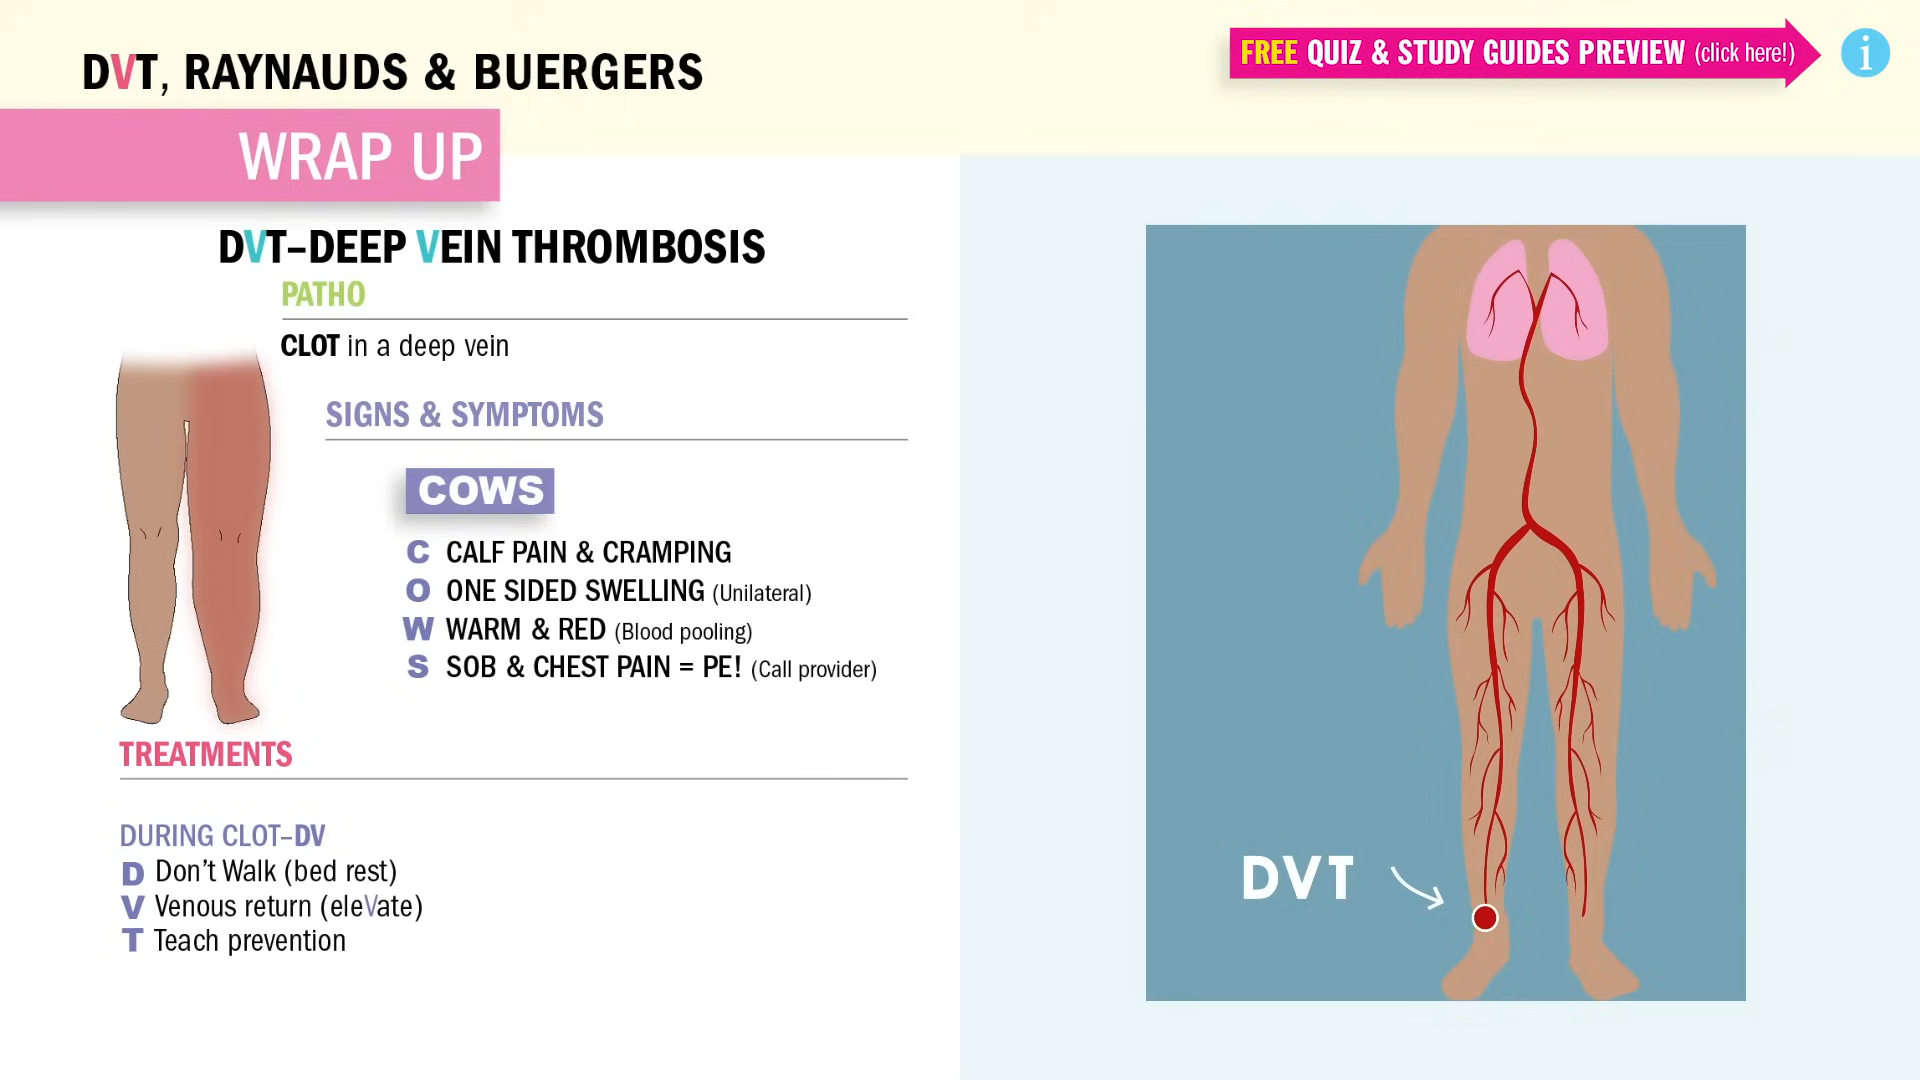 DVT, RAYNAUDS & BUERGERS
FREE QUIZ & STUDY GUIDES PREVIEW (click here!)
i
WRAP UP
DVT–DEEP VEIN THROMBOSIS
PATHO
CLOT in a deep vein
SIGNS & SYMPTOMS
COWS
C CALF PAIN & CRAMPING
O ONE SIDED SWELLING (Unilateral)
W WARM & RED (Blood pooling)
S SOB & CHEST PAIN = PE! (Call provider)
TREATMENTS
DURING CLOT–DV
D Don’t Walk (bed rest)
V Venous return (eleVate)
T Teach prevention
DVT